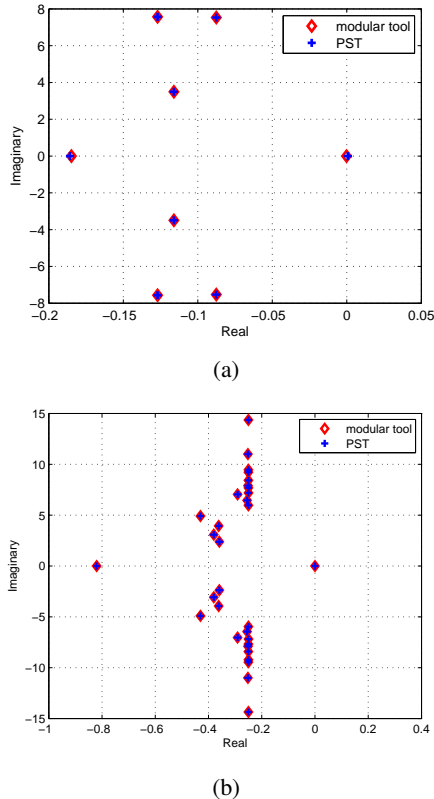 8
6
4
2
0
−2
−4
−6
−8
Imaginary
modular tool
PST
−0.2 −0.15 −0.1 −0.05 0 0.05
Real
(a)
15
10
5
0
−5
−10
−15
Imaginary
modular tool
PST
−1 −0.8 −0.6 −0.4 −0.2 0 0.2 0.4
Real
(b)